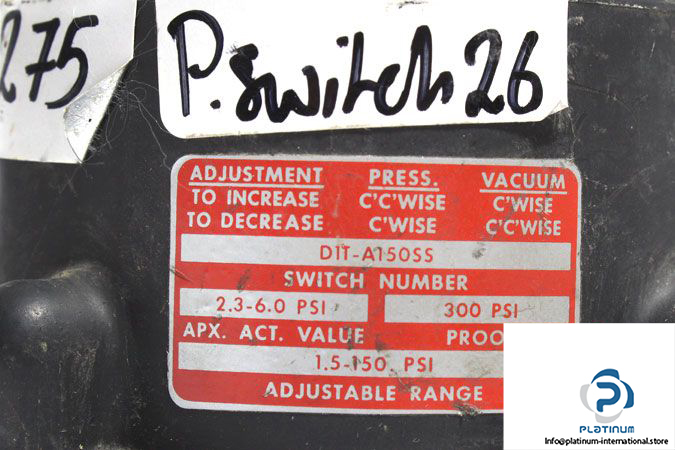 275
P. Switch 26
ADJUSTMENT PRESS. VACUUM
TO INCREASE C'C'WISE C'WISE
TO DECREASE C'WISE C'C'WISE
D1T-A150SS
SWITCH NUMBER
2.3-6.0 PSI 300 PSI
APX. ACT. VALUE PROO
1.5-150 PSI
ADJUSTABLE RANGE
PLATINUM
Info@platinum-international.store